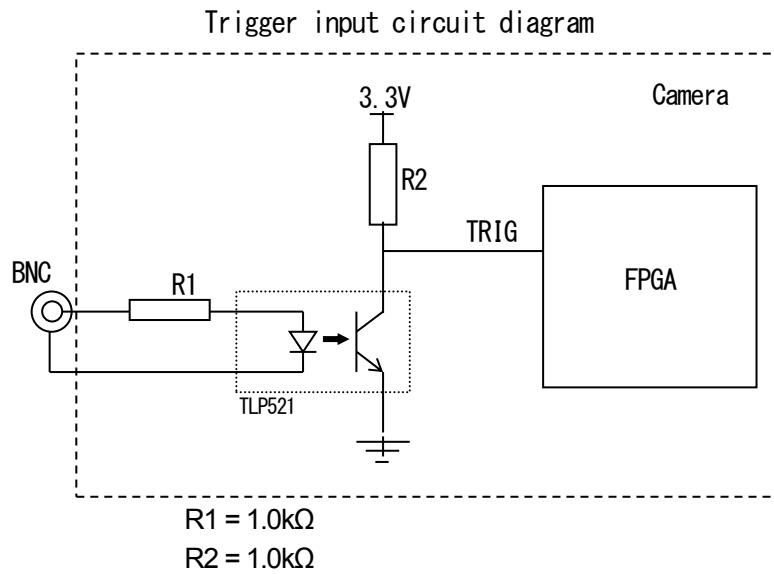 Trigger input circuit diagram
3.3V
Camera
R2
TRIG
BNC
R1
FPGA
TLP521
R1 = 1.0kΩ
R2 = 1.0kΩ